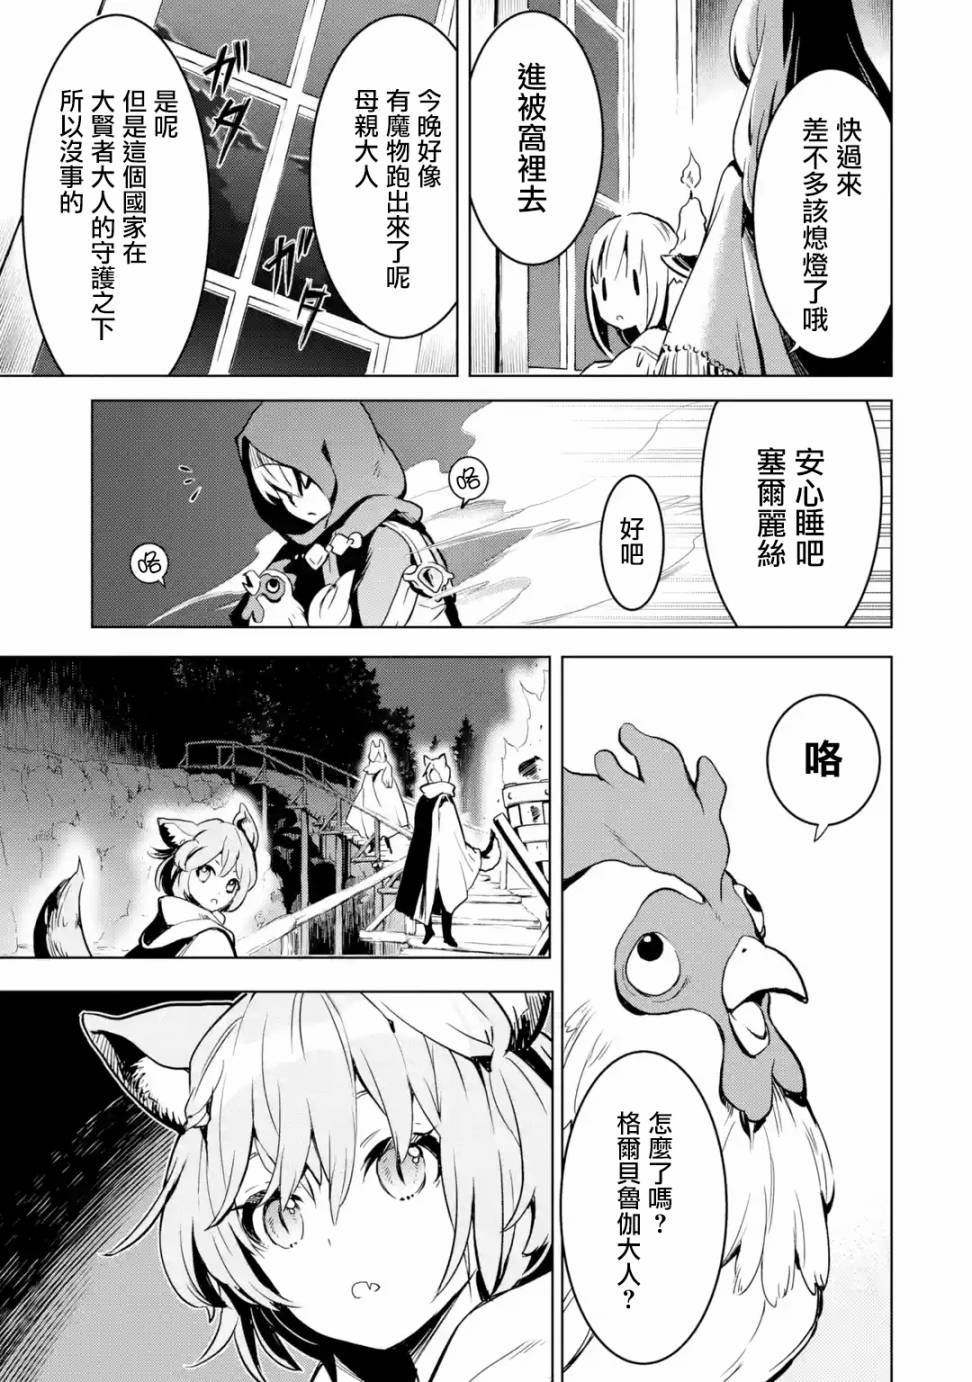 快過來
差不多該熄燈了哦
進被窩裡去
今晚好像
有魔物跑出來了呢
母親大人
ガタ
ガタ
ガタ
是呢
但是這個國家在
大賢者大人的守護之下
所以沒事的
安心睡吧
塞爾麗絲
好吧
咯
咯
咯
怎麼了嗎？
格爾貝魯伽大人？